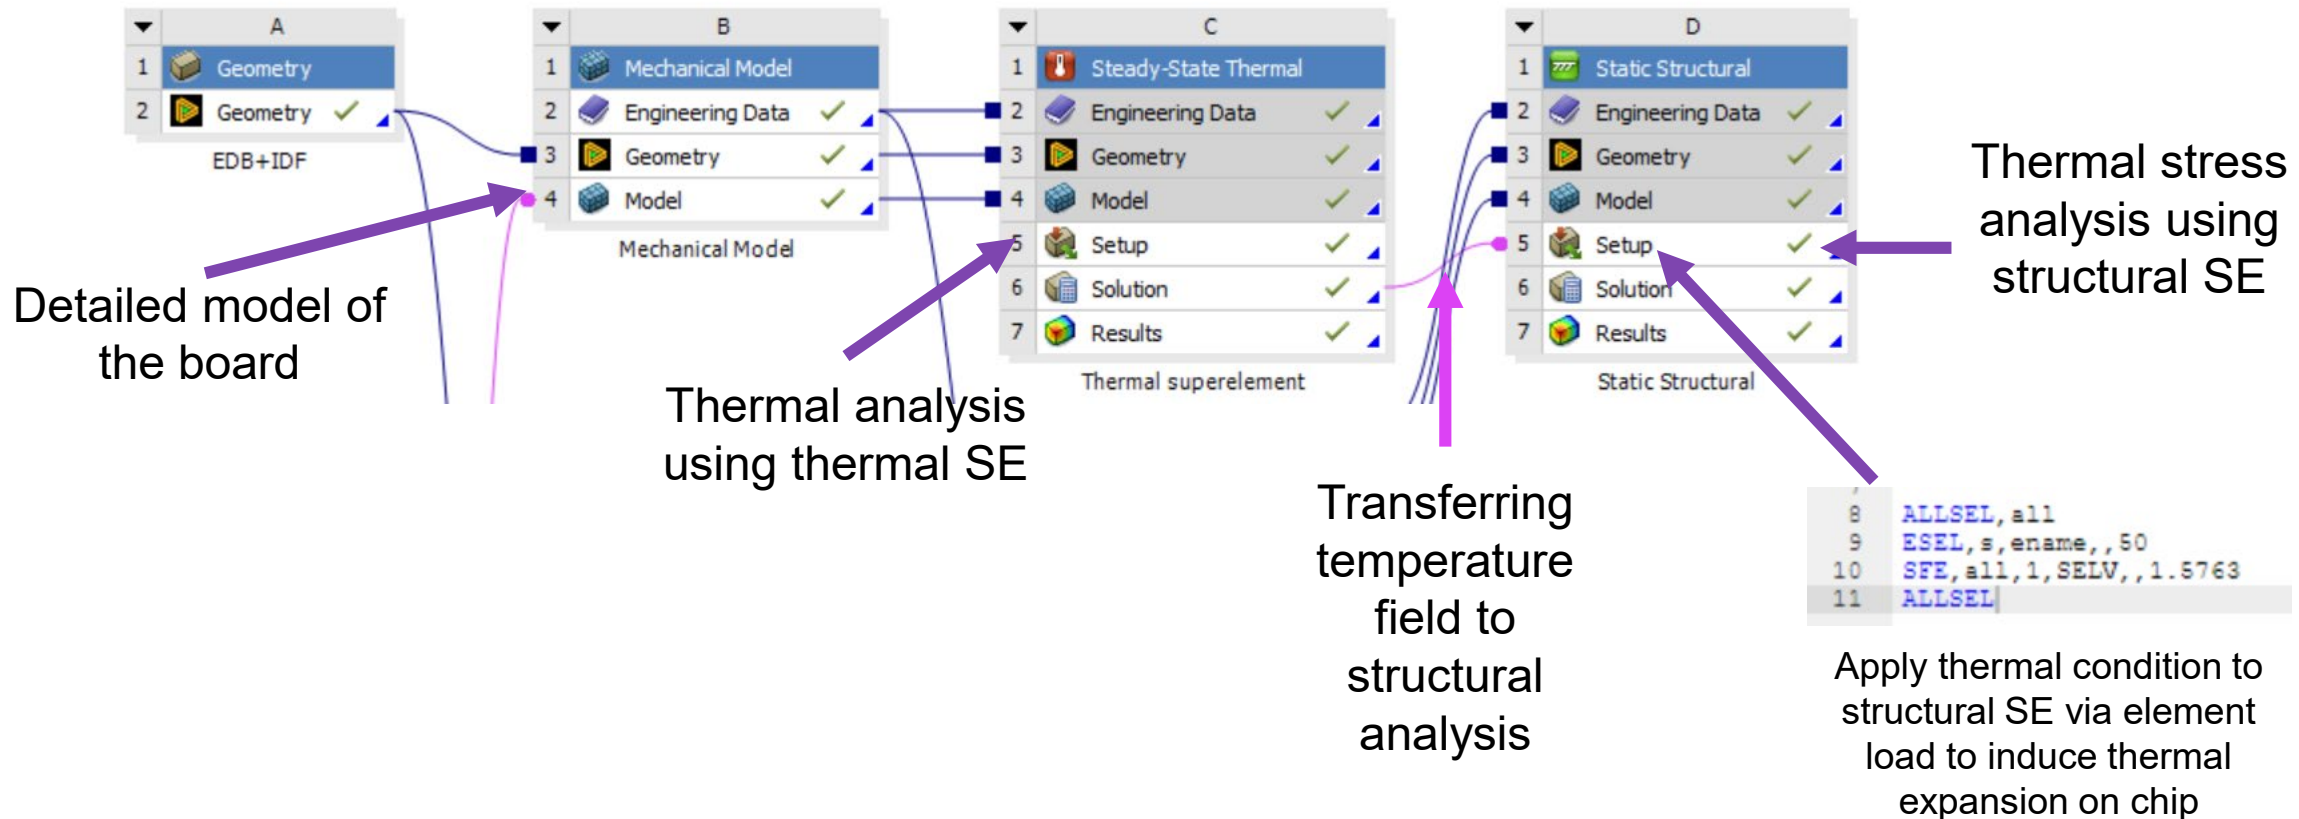 A
1 Geometry
2 Geometry
EDB+IDF
B
1 Mechanical Model
2 Engineering Data
3 Geometry
4 Model
Mechanical Model
C
1 Steady-State Thermal
2 Engineering Data
3 Geometry
4 Model
5 Setup
6 Solution
7 Results
Thermal superelement
D
1 Static Structural
2 Engineering Data
3 Geometry
4 Model
5 Setup
6 Solution
7 Results
Static Structural
Detailed model of
the board
Thermal analysis
using thermal SE
Transferring
temperature
field to
structural
analysis
Thermal stress
analysis using
structural SE
8 ALLSEL,all
9 ESEL,s,ename,,50
10 SFE,all,1,SELV,,1.5763
11 ALLSEL
Apply thermal condition to
structural SE via element
load to induce thermal
expansion on chip